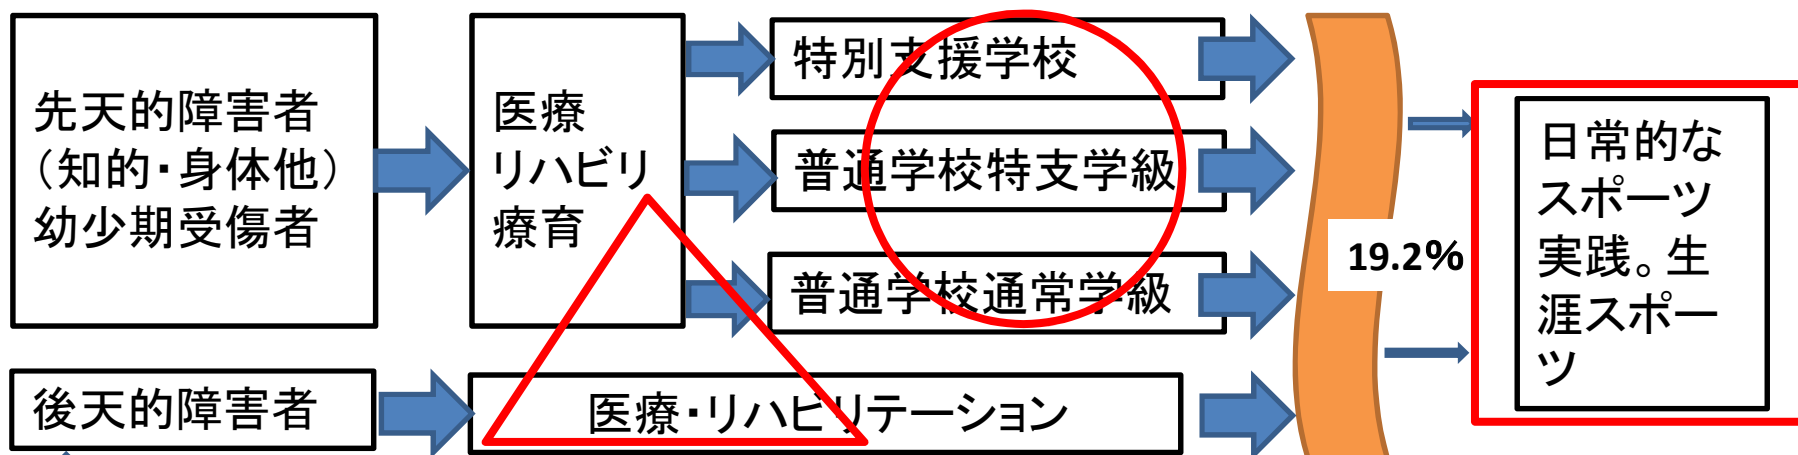 先天的障害者
（知的・身体他）
幼少期受傷者
医療
リハビリ
療育
特別支援学校
普通学校特支学級
普通学校通常学級
後天的障害者
医療・リハビリテーション
19.2%
日常的な
スポーツ
実践。生
涯スポー
ツ